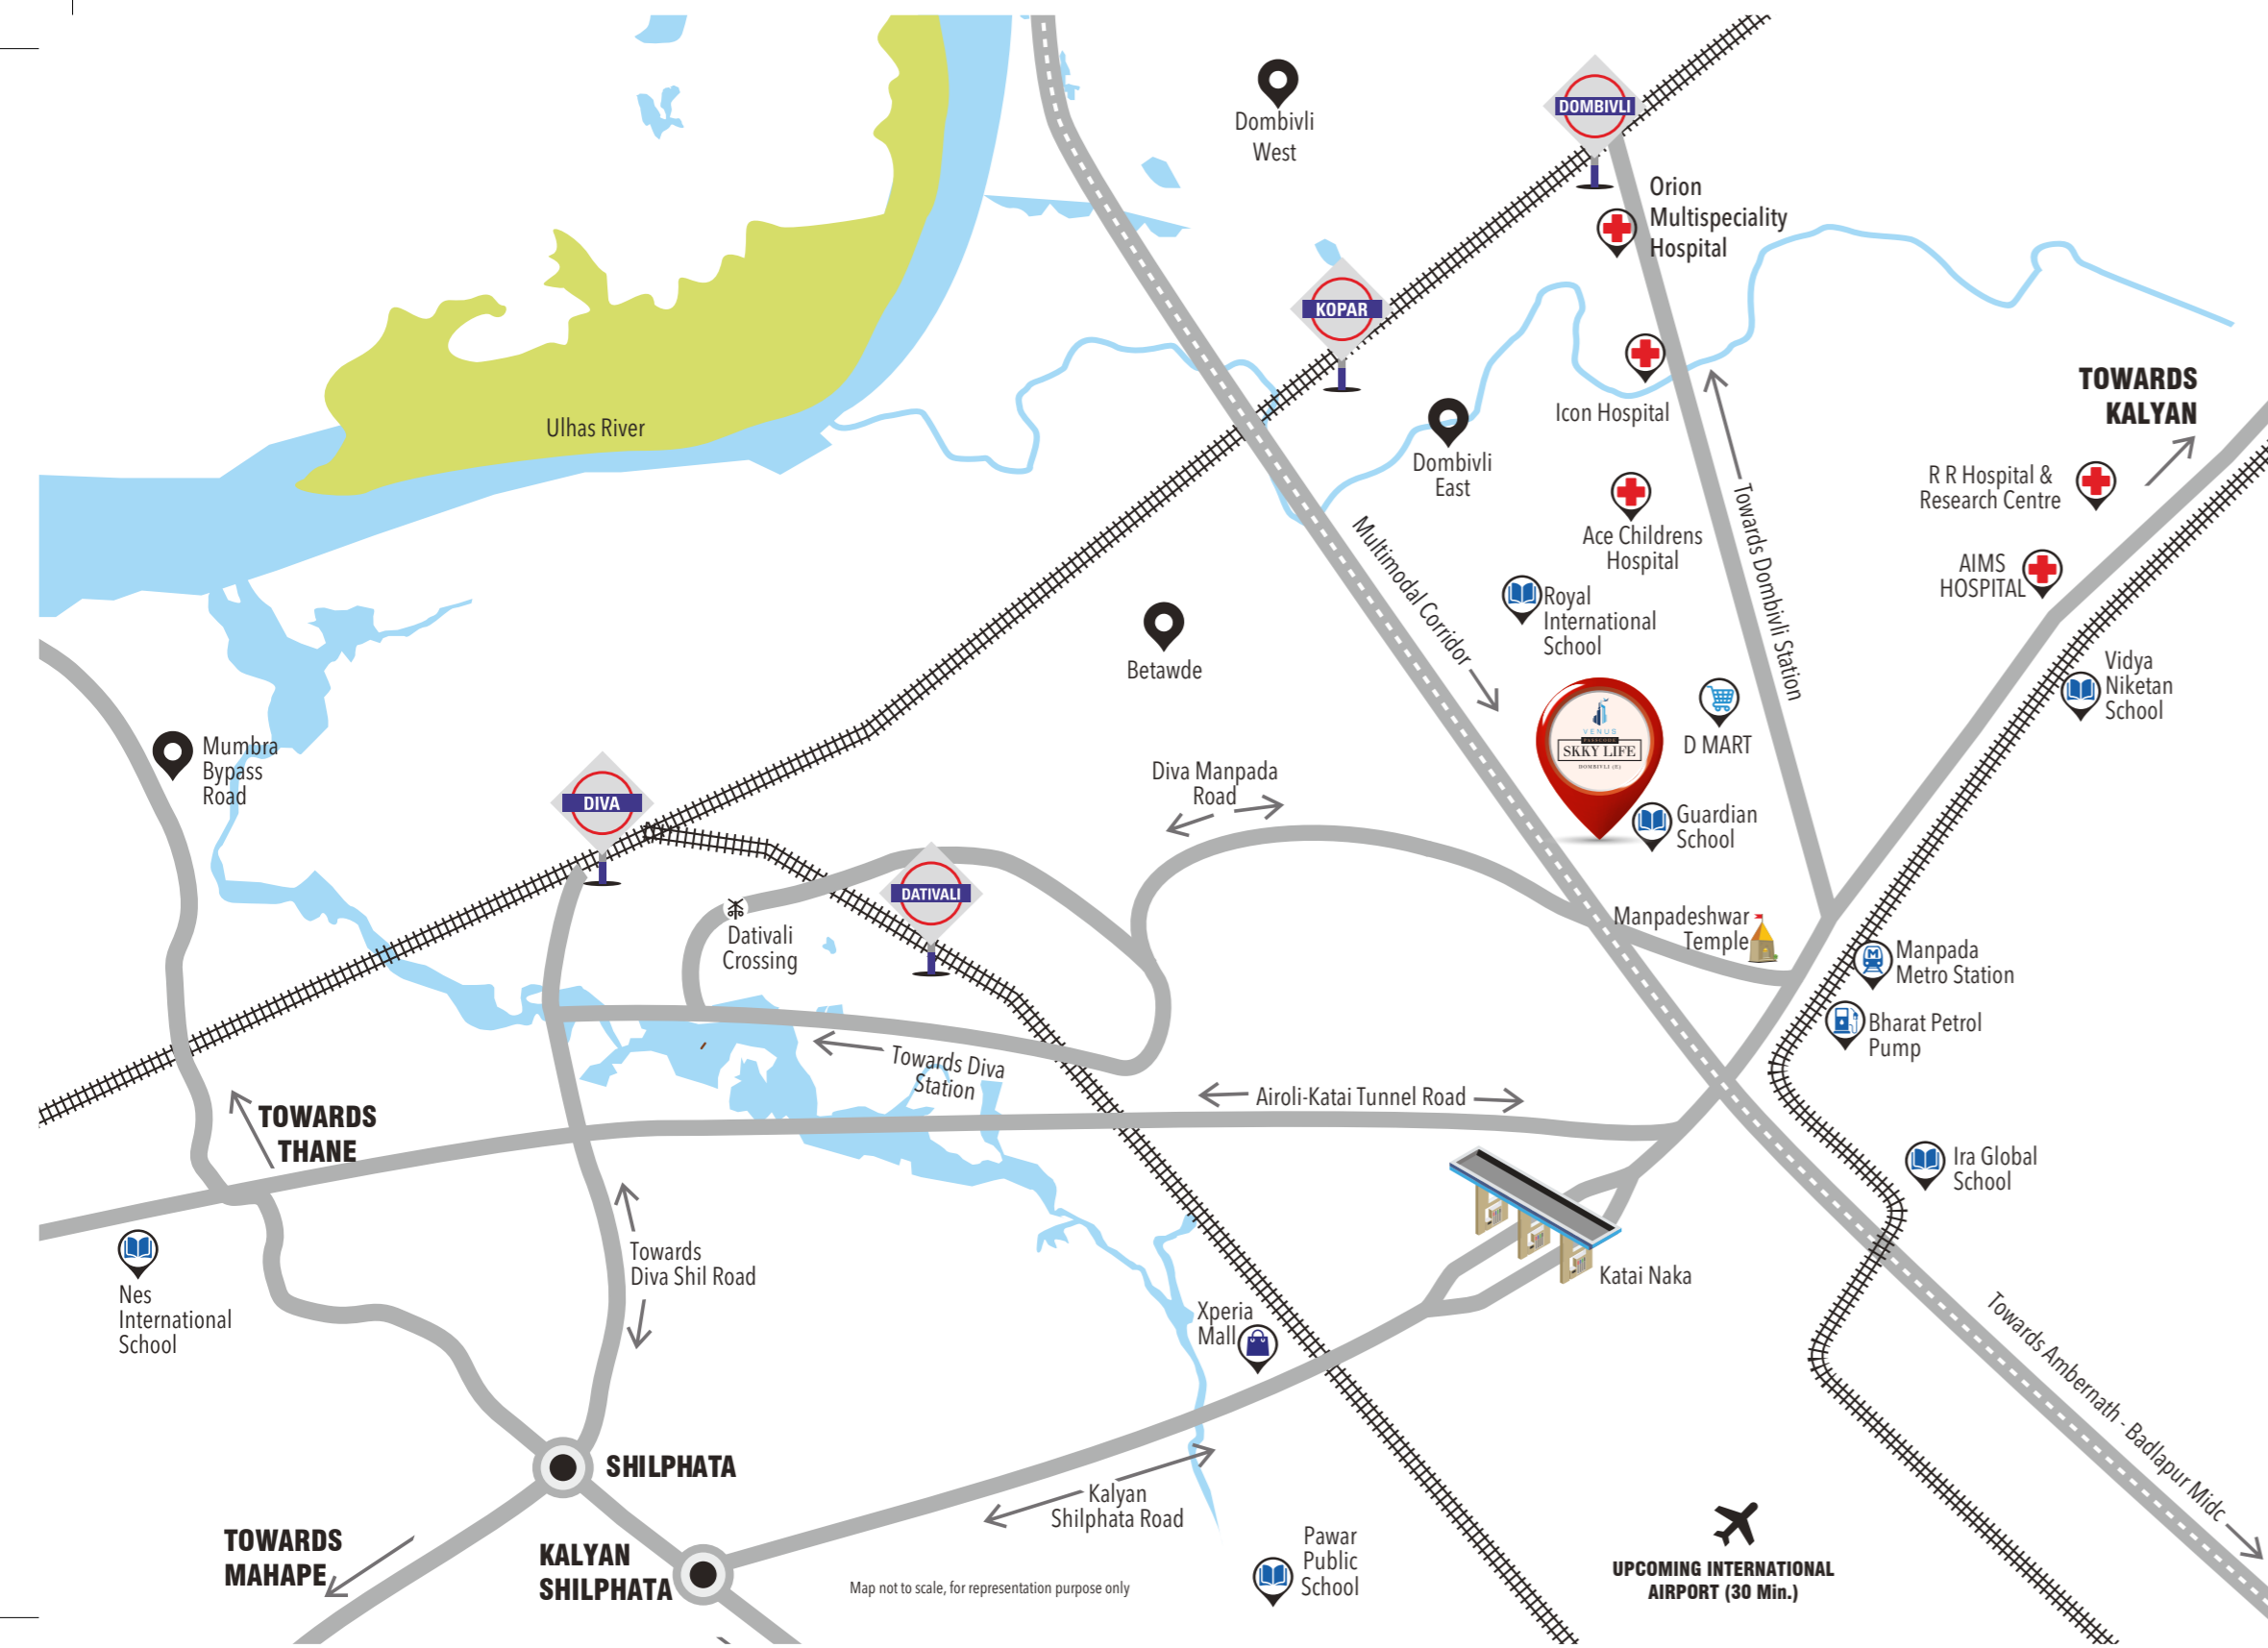 Dombivli
West
DOMBIVLI
Orion
Multispeciality
Hospital
KOPAR
Icon Hospital
TOWARDS
KALYAN
Ulhas River
Dombivli
East
R R Hospital &
Research Centre
Ace Childrens
Hospital
AIMS
HOSPITAL
Multimodal Corridor
Towards Dombivli Station
Royal
International
School
Betawde
Vidya
Niketan
School
Mumbra
Bypass
Road
VENUS
SKKY LIFE
DOMBIVLI (E)
D MART
Diva Manpada
Road
DIVA
Guardian
School
DATIVALI
Dativali
Crossing
Manpadeshwar
Temple
Manpada
Metro Station
Bharat Petrol
Pump
Towards Diva
Station
Airoli-Katai Tunnel Road
TOWARDS
THANE
Ira Global
School
Towards
Diva Shil Road
Katai Naka
Nes
International
School
Xperia
Mall
Towards Ambernath - Badlapur Midc
SHILPHATA
Kalyan
Shilphata Road
TOWARDS
MAHAPE
KALYAN
SHILPHATA
Map not to scale, for representation purpose only
Pawar
Public
School
UPCOMING INTERNATIONAL
AIRPORT (30 Min.)